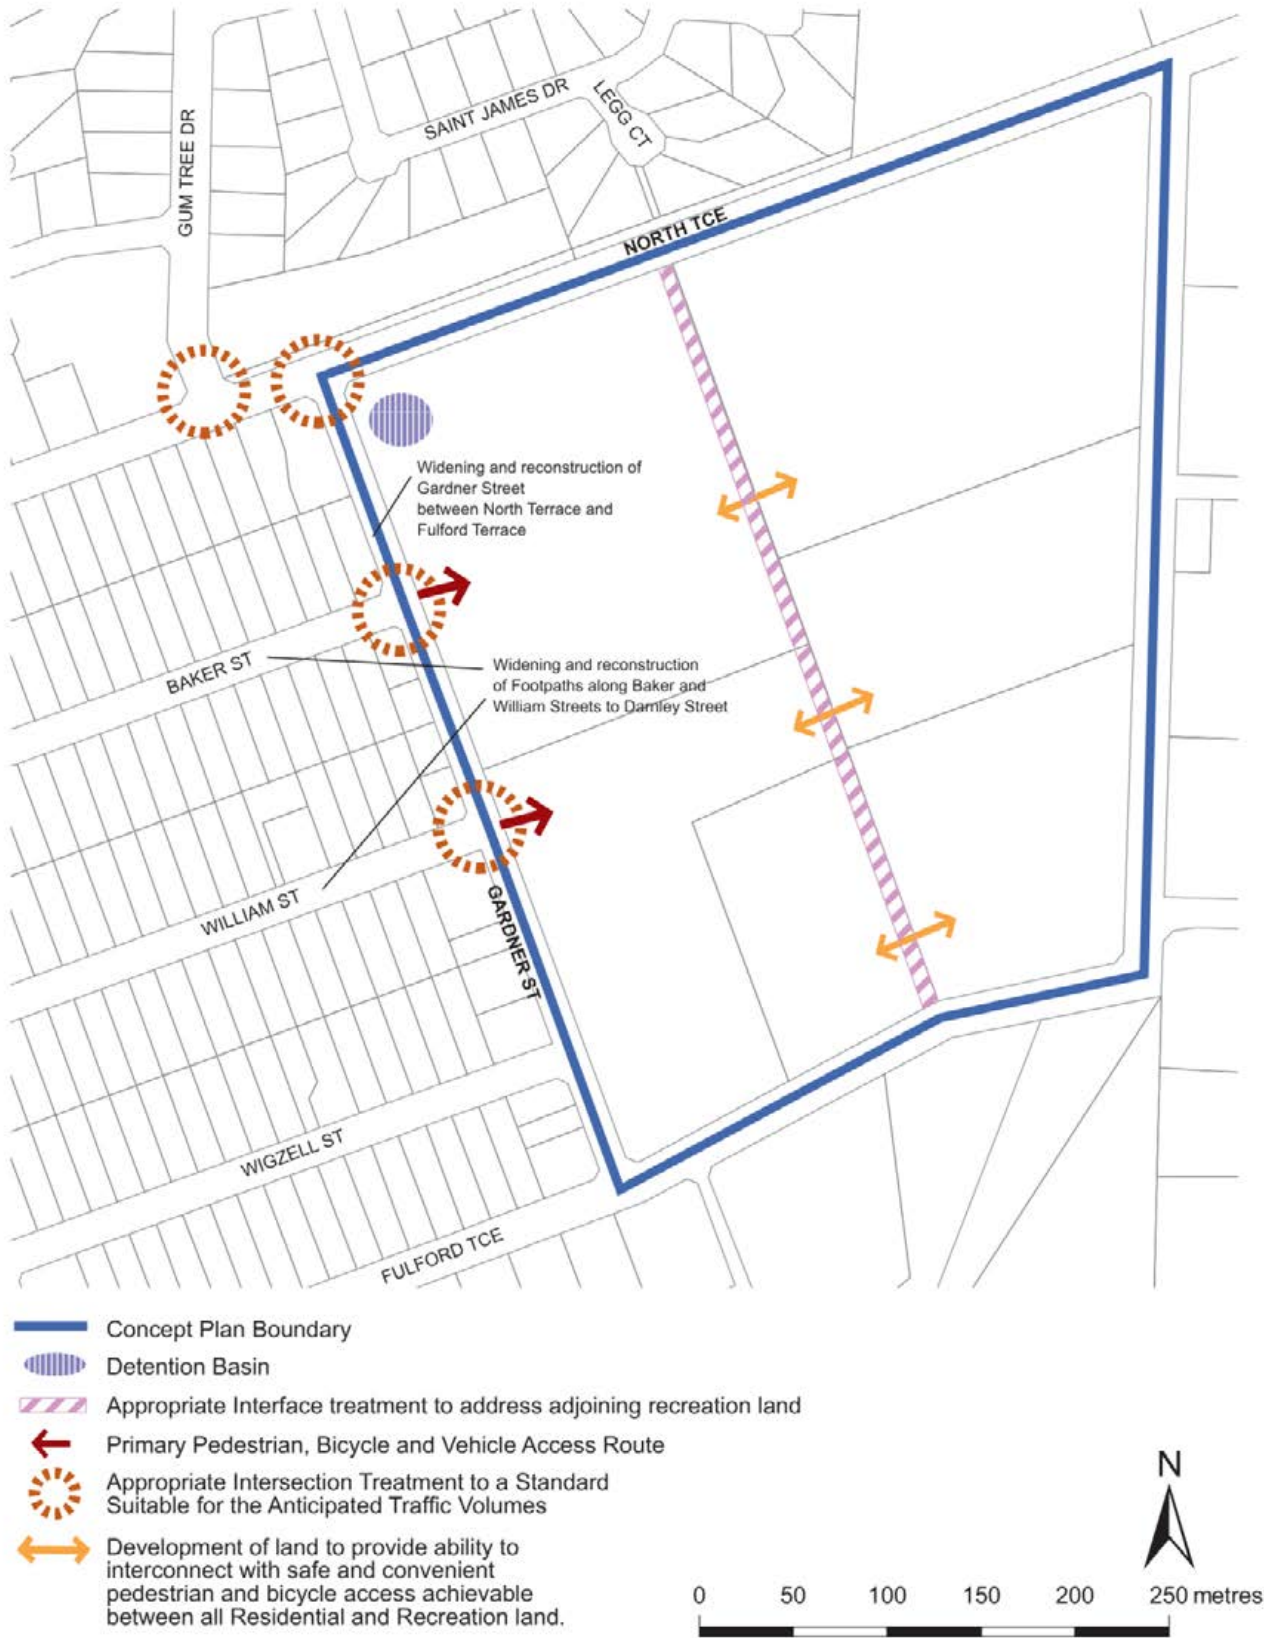 GUM TREE DR
SAINT JAMES DR
LEGG CT
NORTH TCE
Widening and reconstruction of
Gardner Street
between North Terrace and
Fulford Terrace
BAKER ST
Widening and reconstruction
of Footpaths along Baker and
William Streets to Darnley Street
WILLIAM ST
GARDNER ST
WIGZELL ST
FULFORD TCE
Concept Plan Boundary
Detention Basin
Appropriate Interface treatment to address adjoining recreation land
Primary Pedestrian, Bicycle and Vehicle Access Route
Appropriate Intersection Treatment to a Standard
Suitable for the Anticipated Traffic Volumes
Development of land to provide ability to
interconnect with safe and convenient
pedestrian and bicycle access achievable
between all Residential and Recreation land.
N
0 50 100 150 200 250 metres